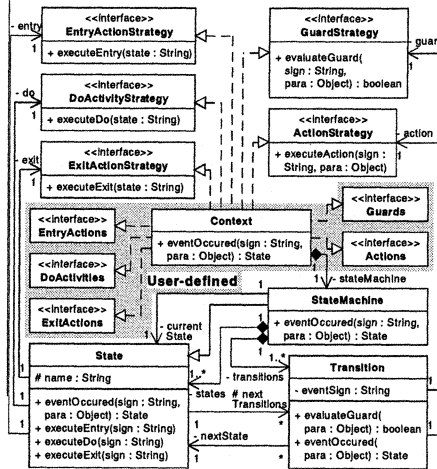 - entry
1
<<interface>>
EntryActionStrategy
+ executeEntry(state : String)
<<interface>>
GuardStrategy
+ evaluateGuard(
sign : String,
para : Object) : boolean
- guar
1
- do
1
<<interface>>
DoActivityStrategy
+ executeDo(state : String)
<<interface>>
ActionStrategy
+ executeAction(sign :
String, para : Object)
- action
1
- exit
1
<<interface>>
ExitActionStrategy
+ executeExit(state : String)
<<interface>>
EntryActions
<<interface>>
DoActivities
<<interface>>
ExitActions
Context
+ eventOccured(sign : String,
para : Object) : State
<<interface>>
Guards
<<interface>>
Actions
User-defined
1
- stateMachine
1
1
StateMachine
+ eventOccured(sign : String,
para : Object) : State
- current
State
1
1
1
State
# name : String
+ eventOccured(sign : String,
para : Object) : State
+ executeEntry(sign : String)
+ executeDo(sign : String)
+ executeExit(sign : String)
1..*
- states
- transitions
1..*
# next
Transitions
1
*
- nextState
1
*
Transition
- eventSign : String
+ evaluateGuard(
para : Object) : boolean
+ eventOccured(
para : Object) : State